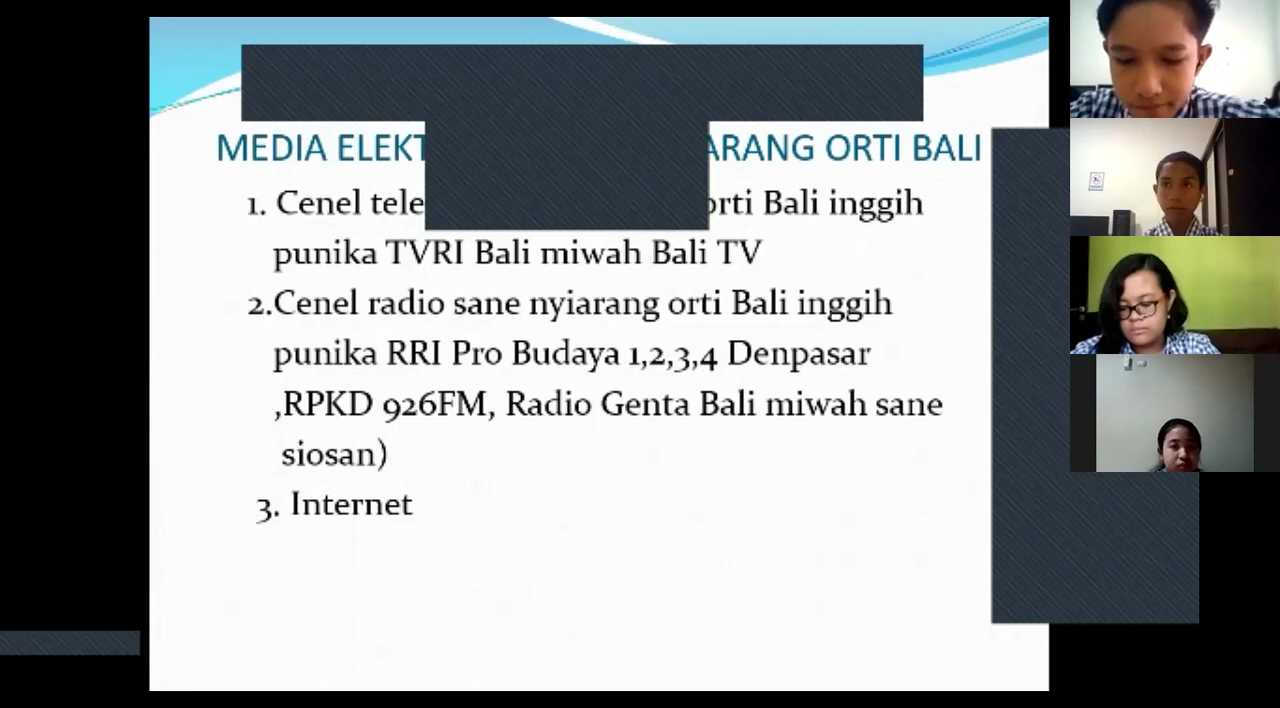 MEDIA ARANG ORTI BALI
1. Cenel orti Bali inggih
punika TVRI Bali miwah Bali TV
2.Cenel radio sane nyiarang orti Bali inggih
punika RRI Pro Budaya 1,2,3,4 Denpasar
,RPKD 926FM, Radio Genta Bali miwah sane
siosan)
3. Internet